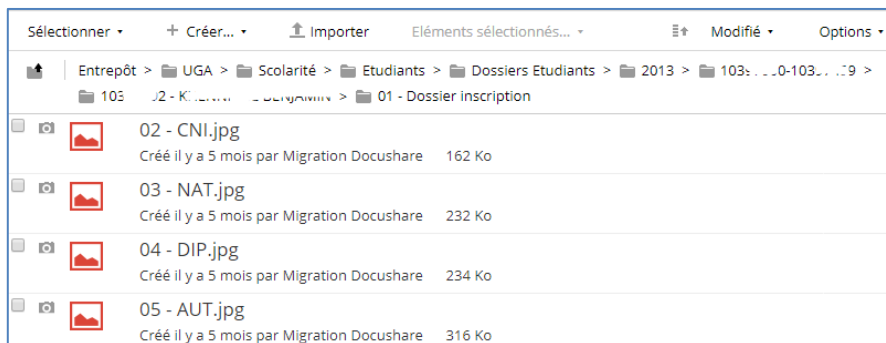 Sélectionner Créer... Importer Eléments sélectionnés... Modifié Options
Entrepôt > UGA > Scolarité > Etudiants > Dossiers Etudiants > 2013 > >
> 01 - Dossier inscription
02 - CNI.jpg
Créé il y a 5 mois par Migration Docushare 162 Ko
03 - NAT.jpg
Créé il y a 5 mois par Migration Docushare 232 Ko
04 - DIP.jpg
Créé il y a 5 mois par Migration Docushare 234 Ko
05 - AUT.jpg
Créé il y a 5 mois par Migration Docushare 316 Ko